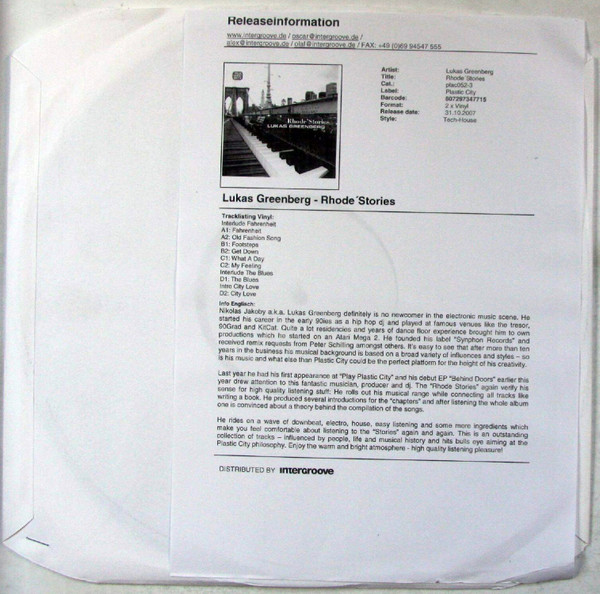 Releaseinformation
www.intergroove.de / oscar@intergroove.de /
alex@intergroove.de / olaf@intergroove.de / FAX: +49 (0)69 94547 555
Artist: Lukas Greenberg
Title: Rhode´Stories
Cat.: plac052-3
Label: Plastic City
Barcode: 807297347715
Format: 2 x Vinyl
Release date: 31.10.2007
Style: Tech-House
Rhode´Stories
LUKAS GREENBERG
Lukas Greenberg - Rhode´Stories
Tracklisting Vinyl:
Interlude Fahrenheit
A1: Fahrenheit
A2: Old Fashion Song
B1: Footsteps
B2: Get Down
C1: What A Day
C2: My Feeling
Interlude The Blues
D1: The Blues
Intro City Love
D2: City Love
Info Englisch:
Nikolas Jakoby a.k.a. Lukas Greenberg definitely is no newcomer in the electronic music scene. He
started his career in the early 90ies as a hip hop dj and played at famous venues like the tresor,
90Grad and KitCat. Quite a lot residencies and years of dance floor experience brought him to own
productions which he started on an Atari Mega 2. He founded his label "Synphon Records" and
received remix requests from Peter Schilling amongst others. It's easy to see that after more than ten
years in the business his musical background is based on a broad variety of influences and styles – so
is his music and what else than Plastic City could be the perfect platform for the height of his creativity.
Last year he had his first appearance at "Play Plastic City" and his debut EP "Behind Doors" earlier this
year drew attention to this fantastic musician, producer and dj. The "Rhode Stories" again verify his
sense for high quality listening stuff: He rolls out his musical range while connecting all tracks like
writing a book. He produced several introductions for the "chapters" and after listening the whole album
one is convinced about a theory behind the compilation of the songs.
He rides on a wave of downbeat, electro, house, easy listening and some more ingredients which
make you feel comfortable about listening to the "Stories" again and again. This is an outstanding
collection of tracks – influenced by people, life and musical history and hits bulls eye aiming at the
Plastic City philosophy. Enjoy the warm and bright atmosphere - high quality listening pleasure!
DISTRIBUTED BY intergroove